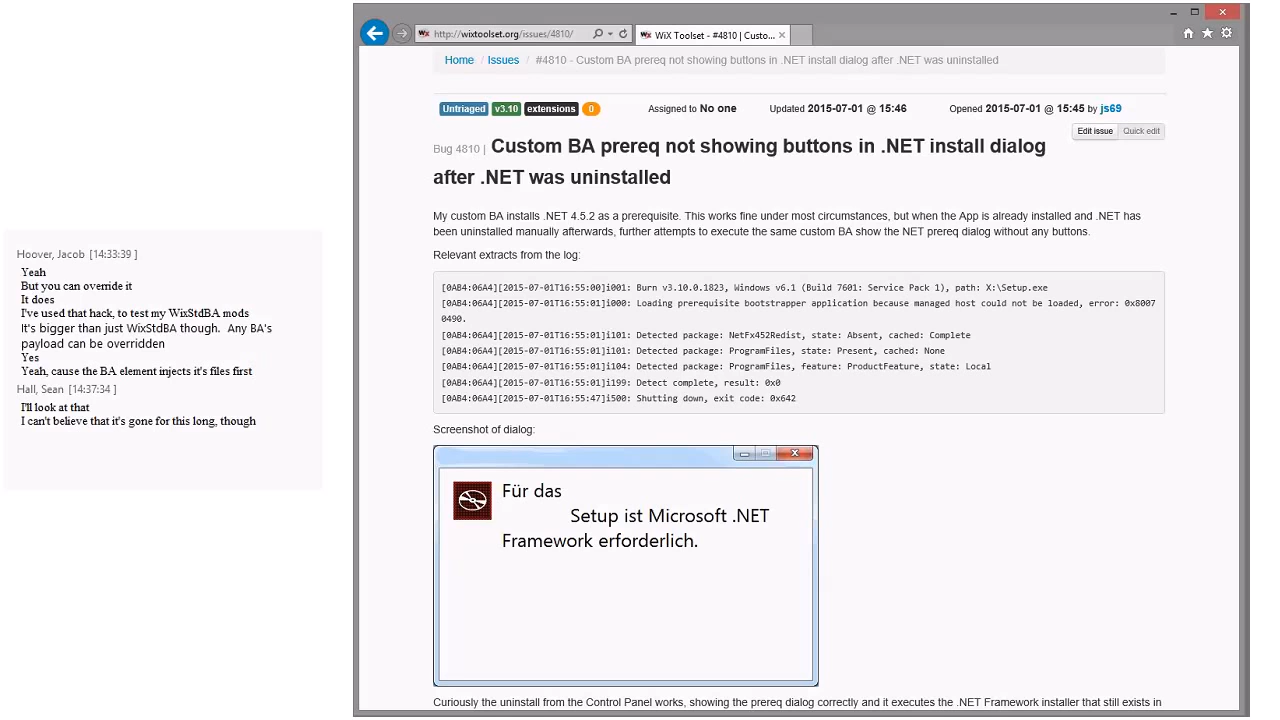 Hoover, Jacob [14:33:39 ]
Yeah
But you can override it
It does
I've used that hack, to test my WixStdBA mods
It's bigger than just WixStdBA though. Any BA's
payload can be overridden
Yes
Yeah, cause the BA element injects it's files first
Hall, Sean [14:37:34 ]
I'll look at that
I can't believe that it's gone for this long, though
http://wixtoolset.org/issues/4810/
WiX Toolset - #4810 | Custo...
Home / Issues / #4810 - Custom BA prereq not showing buttons in .NET install dialog after .NET was uninstalled
Untriaged v3.10 extensions 0 Assigned to No one Updated 2015-07-01 @ 15:46 Opened 2015-07-01 @ 15:45 by js69
Edit issue Quick edit
Bug 4810 | Custom BA prereq not showing buttons in .NET install dialog
after .NET was uninstalled
My custom BA installs .NET 4.5.2 as a prerequisite. This works fine under most circumstances, but when the App is already installed and .NET has
been uninstalled manually afterwards, further attempts to execute the same custom BA show the NET prereq dialog without any buttons.
Relevant extracts from the log:
[0AB4:06A4][2015-07-01T16:55:00]i001: Burn v3.10.0.1823, Windows v6.1 (Build 7601: Service Pack 1), path: X:\Setup.exe
[0AB4:06A4][2015-07-01T16:55:01]i000: Loading prerequisite bootstrapper application because managed host could not be loaded, error: 0x8007
0490.
[0AB4:06A4][2015-07-01T16:55:01]i101: Detected package: NetFx452Redist, state: Absent, cached: Complete
[0AB4:06A4][2015-07-01T16:55:01]i101: Detected package: ProgramFiles, state: Present, cached: None
[0AB4:06A4][2015-07-01T16:55:01]i104: Detected package: ProgramFiles, feature: ProductFeature, state: Local
[0AB4:06A4][2015-07-01T16:55:01]i199: Detect complete, result: 0x0
[0AB4:06A4][2015-07-01T16:55:47]i500: Shutting down, exit code: 0x642
Screenshot of dialog:
Für das
Setup ist Microsoft .NET
Framework erforderlich.
Curiously the uninstall from the Control Panel works, showing the prereq dialog correctly and it executes the .NET Framework installer that still exists in